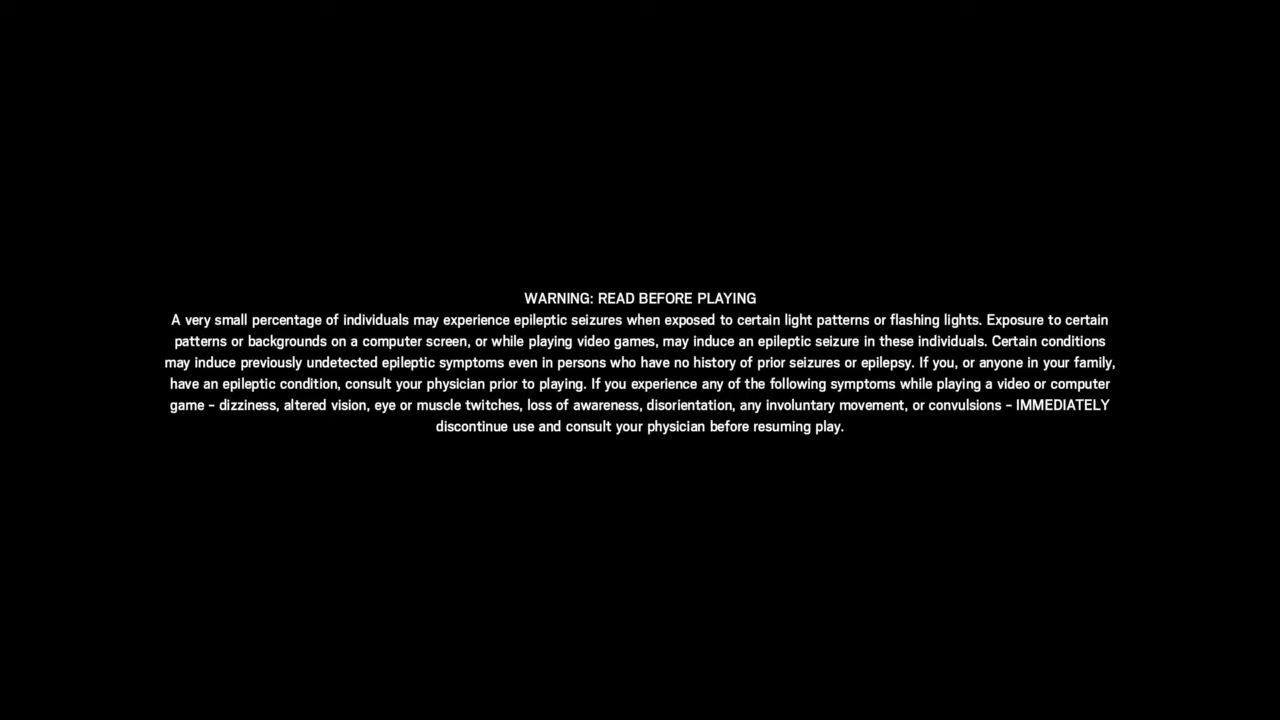 WARNING: READ BEFORE PLAYING
A very small percentage of individuals may experience epileptic seizures when exposed to certain light patterns or flashing lights. Exposure to certain
patterns or backgrounds on a computer screen, or while playing video games, may induce an epileptic seizure in these individuals. Certain conditions
may induce previously undetected epileptic symptoms even in persons who have no history of prior seizures or epilepsy. If you, or anyone in your family,
have an epileptic condition, consult your physician prior to playing. If you experience any of the following symptoms while playing a video or computer
game – dizziness, altered vision, eye or muscle twitches, loss of awareness, disorientation, any involuntary movement, or convulsions – IMMEDIATELY
discontinue use and consult your physician before resuming play.